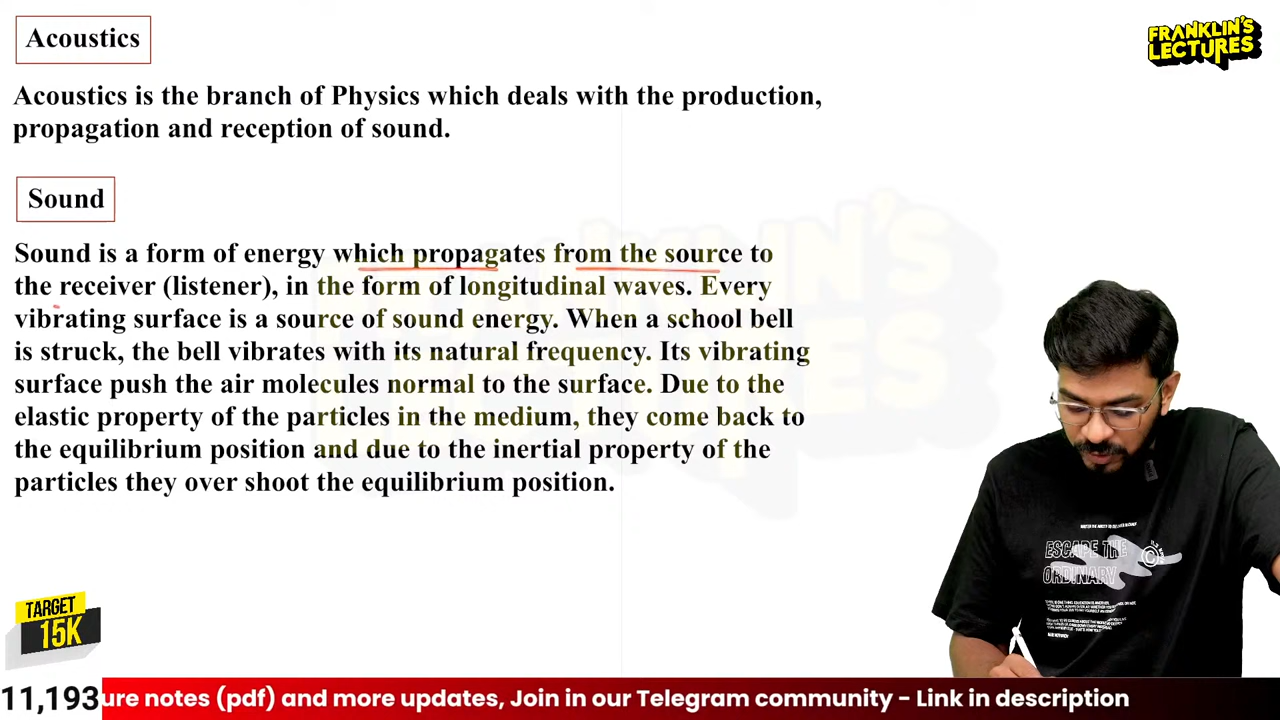 Acoustics
FRANKLIN'S
LECTURES
Acoustics is the branch of Physics which deals with the production,
propagation and reception of sound.
Sound
Sound is a form of energy which propagates from the source to
the receiver (listener), in the form of longitudinal waves. Every
vibrating surface is a source of sound energy. When a school bell
is struck, the bell vibrates with its natural frequency. Its vibrating
surface push the air molecules normal to the surface. Due to the
elastic property of the particles in the medium, they come back to
the equilibrium position and due to the inertial property of the
particles they over shoot the equilibrium position.
FRANKLIN'S
LECTURES
ESCAPE THE
ORDINARY
TARGET
15K
11,193
ure notes (pdf) and more updates, Join in our Telegram community - Link in description